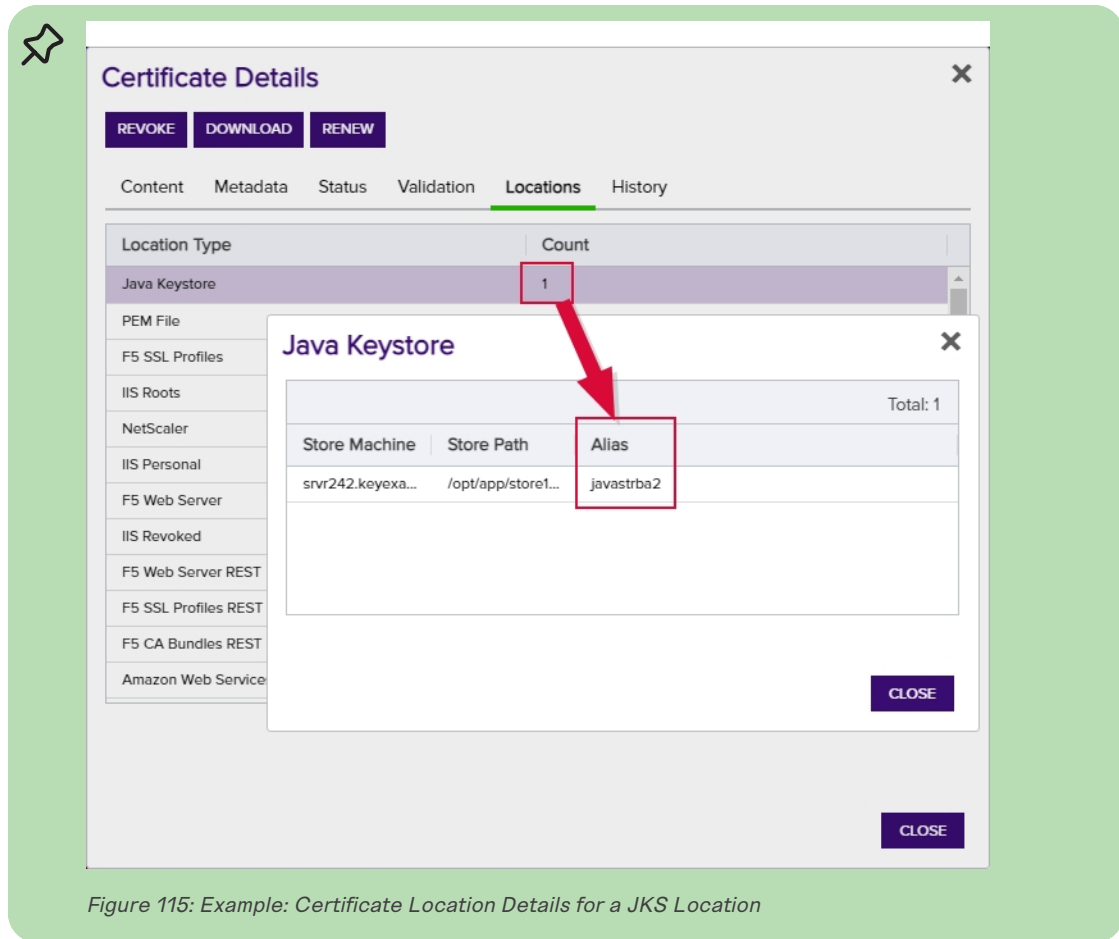 Certificate Details
REVOKE DOWNLOAD RENEW
Content Metadata Status Validation Locations History
Location Type Count
Java Keystore 1
PEM File
F5 SSL Profiles
IIS Roots
NetScaler
IIS Personal
F5 Web Server
IIS Revoked
F5 Web Server REST
F5 SSL Profiles REST
F5 CA Bundles REST
Amazon Web Service
Java Keystore
Total: 1
Store Machine Store Path Alias
srvr242.keyexa... /opt/app/store1... javastrba2
CLOSE
CLOSE
Figure 115: Example: Certificate Location Details for a JKS Location